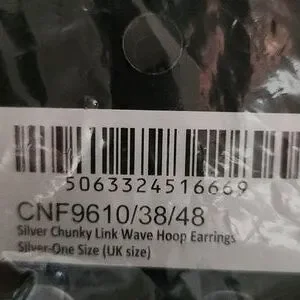 5063324516669
CNF9610/38/48
Silver Chunky Link Wave Hoop Earrings
Silver-One Size (UK size)